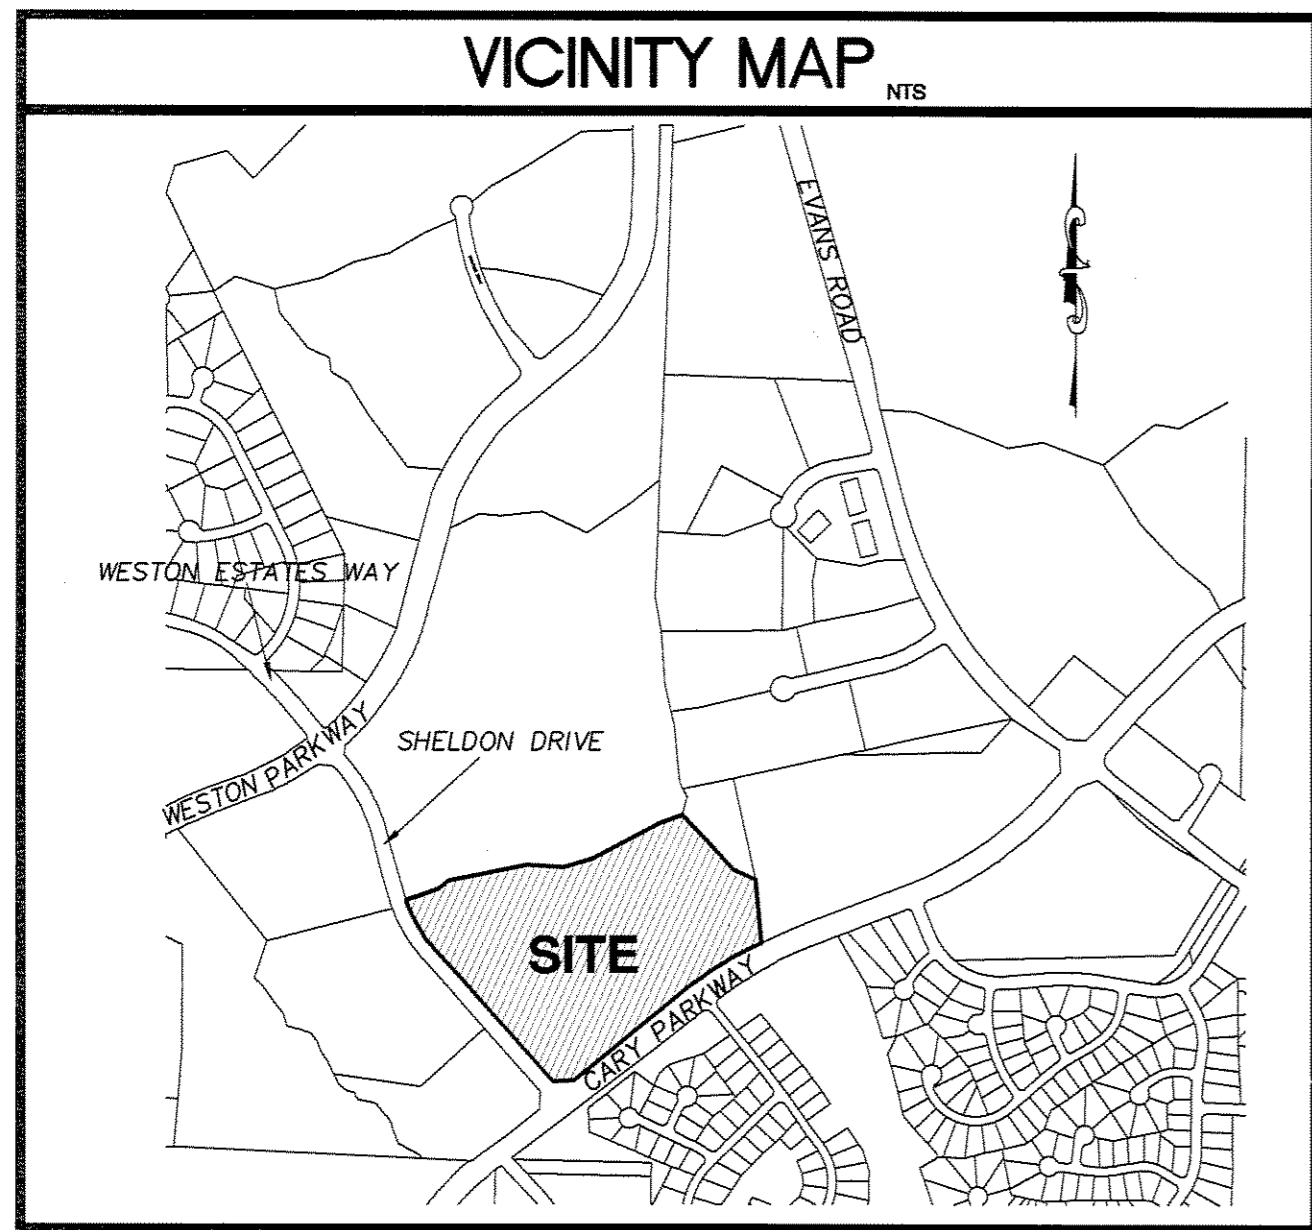 VICINITY MAP NTS
EVANS ROAD
WESTON ESTATES WAY
SHELDON DRIVE
WESTON PARKWAY
SITE
CARY PARKWAY